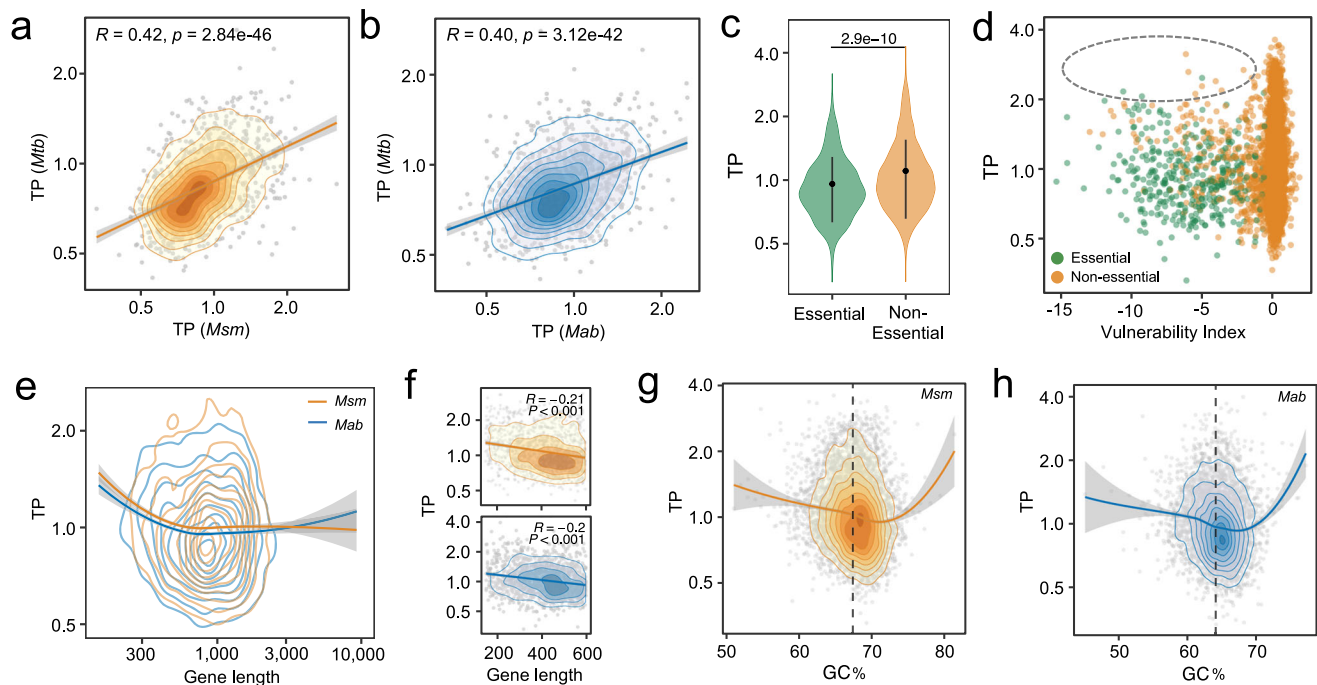 a
R = 0.42, p = 2.84e-46
TP (Mtb)
2.0
1.0
0.5
0.5
1.0
2.0
TP (Msm)
b
R = 0.40, p = 3.12e-42
TP (Mtb)
2.0
1.0
0.5
0.5
1.0
2.0
TP (Mab)
c
2.9e-10
TP
4.0
2.0
1.0
0.5
Essential
Non-
Essential
d
TP
4.0
2.0
1.0
0.5
Essential
Non-essential
-15
-10
-5
0
Vulnerability Index
e
Msm
Mab
TP
2.0
1.0
0.5
300
1,000
3,000
10,000
Gene length
f
R = -0.21
P < 0.001
2.0
1.0
0.5
TP
R = -0.2
P < 0.001
4.0
2.0
1.0
0.5
200
400
600
Gene length
g
Msm
TP
4.0
2.0
1.0
0.5
50
60
70
80
GC%
h
Mab
TP
4.0
2.0
1.0
0.5
50
60
70
GC%